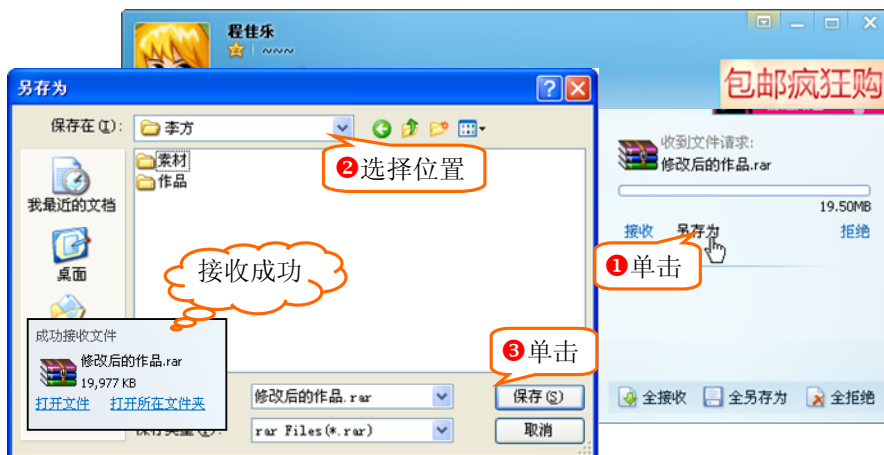 程佳乐
~~~
包邮疯狂购
另存为
保存在(I):
李方
素材
作品
❷选择位置
我最近的文档
桌面
接收成功
成功接收文件
修改后的作品.rar
19,977 KB
打开文件 打开所在文件夹
❸单击
修改后的作品.rar
保存(S)
rar Files(*.rar)
取消
收到文件请求:
修改后的作品.rar
19.50MB
接收 另存为 拒绝
❶单击
全接收 全另存为 全拒绝